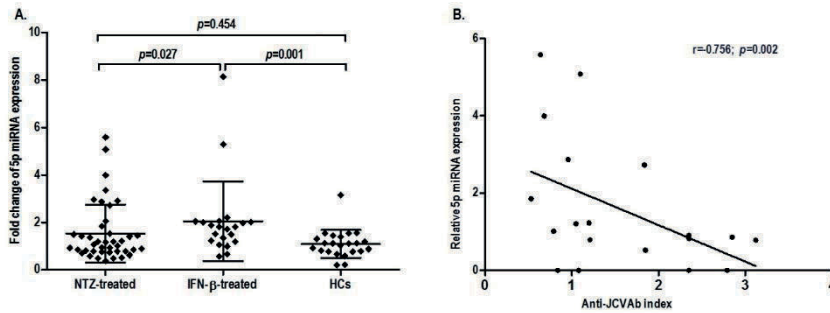 A.
p=0.454
p=0.027
p=0.001
Fold change of 5p miRNA expression
10
8
6
4
2
0
NTZ-treated
IFN-β-treated
HCs
B.
r=-0.756; p=0.002
Relative 5p miRNA expression
6
4
2
0
0
1
2
3
4
Anti-JCVAb index